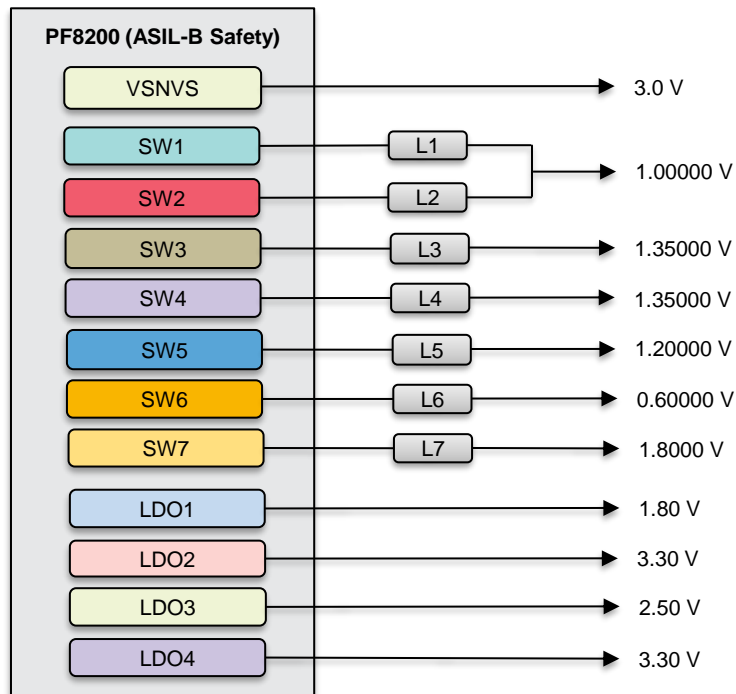 PF8200 (ASIL-B Safety)
VSNVS
3.0 V
SW1
L1
1.00000 V
SW2
L2
SW3
L3
1.35000 V
SW4
L4
1.35000 V
SW5
L5
1.20000 V
SW6
L6
0.60000 V
SW7
L7
1.8000 V
LDO1
1.80 V
LDO2
3.30 V
LDO3
2.50 V
LDO4
3.30 V